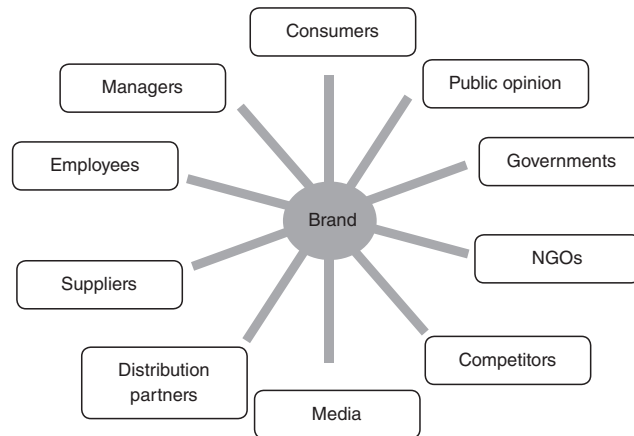 Consumers
Public opinion
Managers
Employees
Governments
Brand
NGOs
Suppliers
Distribution
partners
Competitors
Media